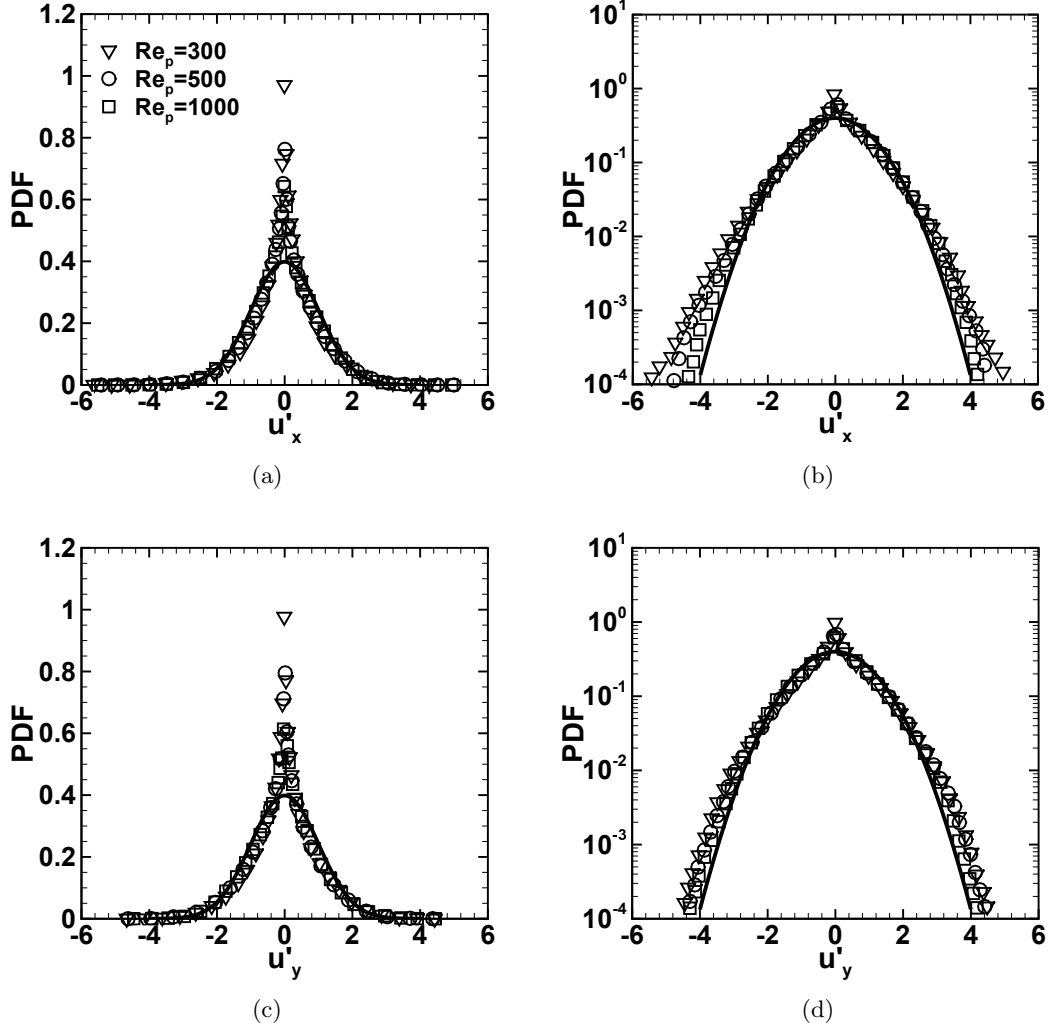 1.2
1
0.8
0.6
0.4
0.2
0
PDF
Re_p=300
Re_p=500
Re_p=1000
-6 -4 -2 0 2 4 6
u'_x
(a)
10^1
10^0
10^-1
10^-2
10^-3
10^-4
PDF
-6 -4 -2 0 2 4 6
u'_x
(b)
1.2
1
0.8
0.6
0.4
0.2
0
PDF
-6 -4 -2 0 2 4 6
u'_y
(c)
10^1
10^0
10^-1
10^-2
10^-3
10^-4
PDF
-6 -4 -2 0 2 4 6
u'_y
(d)